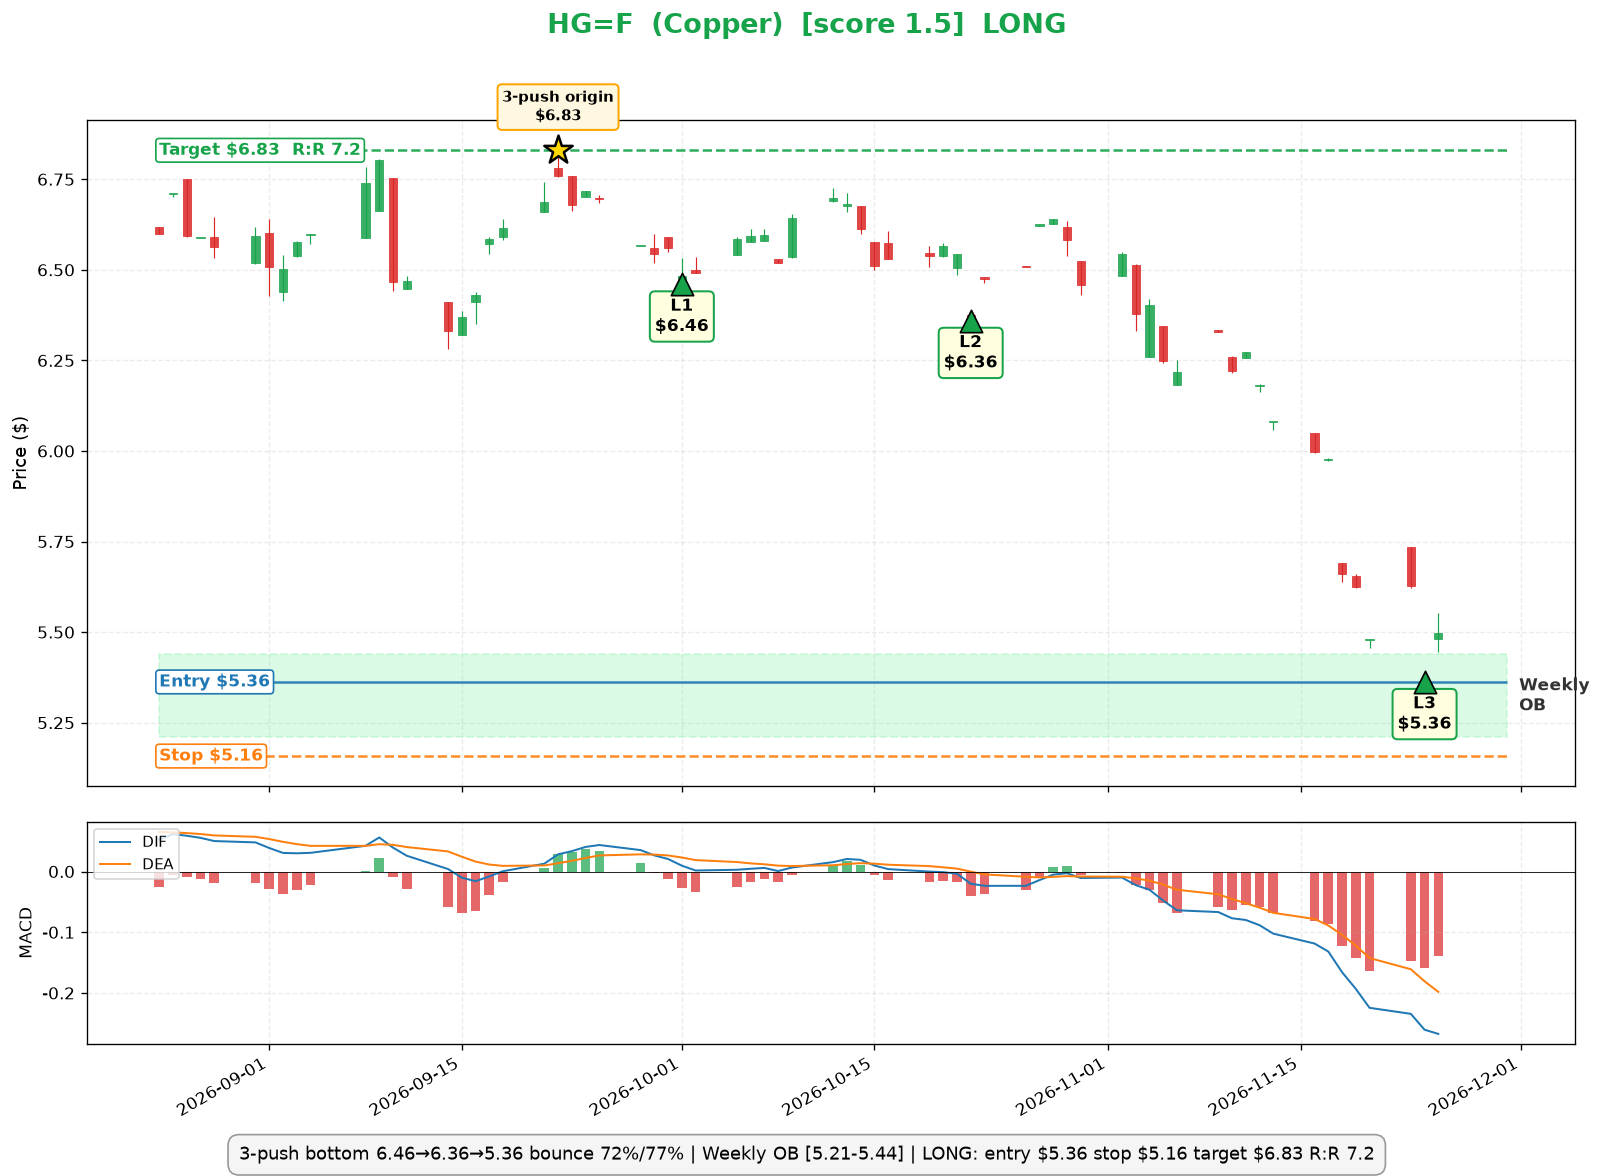 HG=F  (Copper)  [score 1.5]  LONG
3-push origin
$6.83
Target $6.83  R:R 7.2
6.75
6.50
6.25
6.00
5.75
5.50
5.25
Price ($)
L1
$6.46
L2
$6.36
L3
$5.36
Entry $5.36
Stop $5.16
Weekly
OB
DIF
DEA
0.0
-0.1
-0.2
MACD
2026-09-01
2026-09-15
2026-10-01
2026-10-15
2026-11-01
2026-11-15
2026-12-01
3-push bottom 6.46→6.36→5.36 bounce 72%/77% | Weekly OB [5.21-5.44] | LONG: entry $5.36 stop $5.16 target $6.83 R:R 7.2